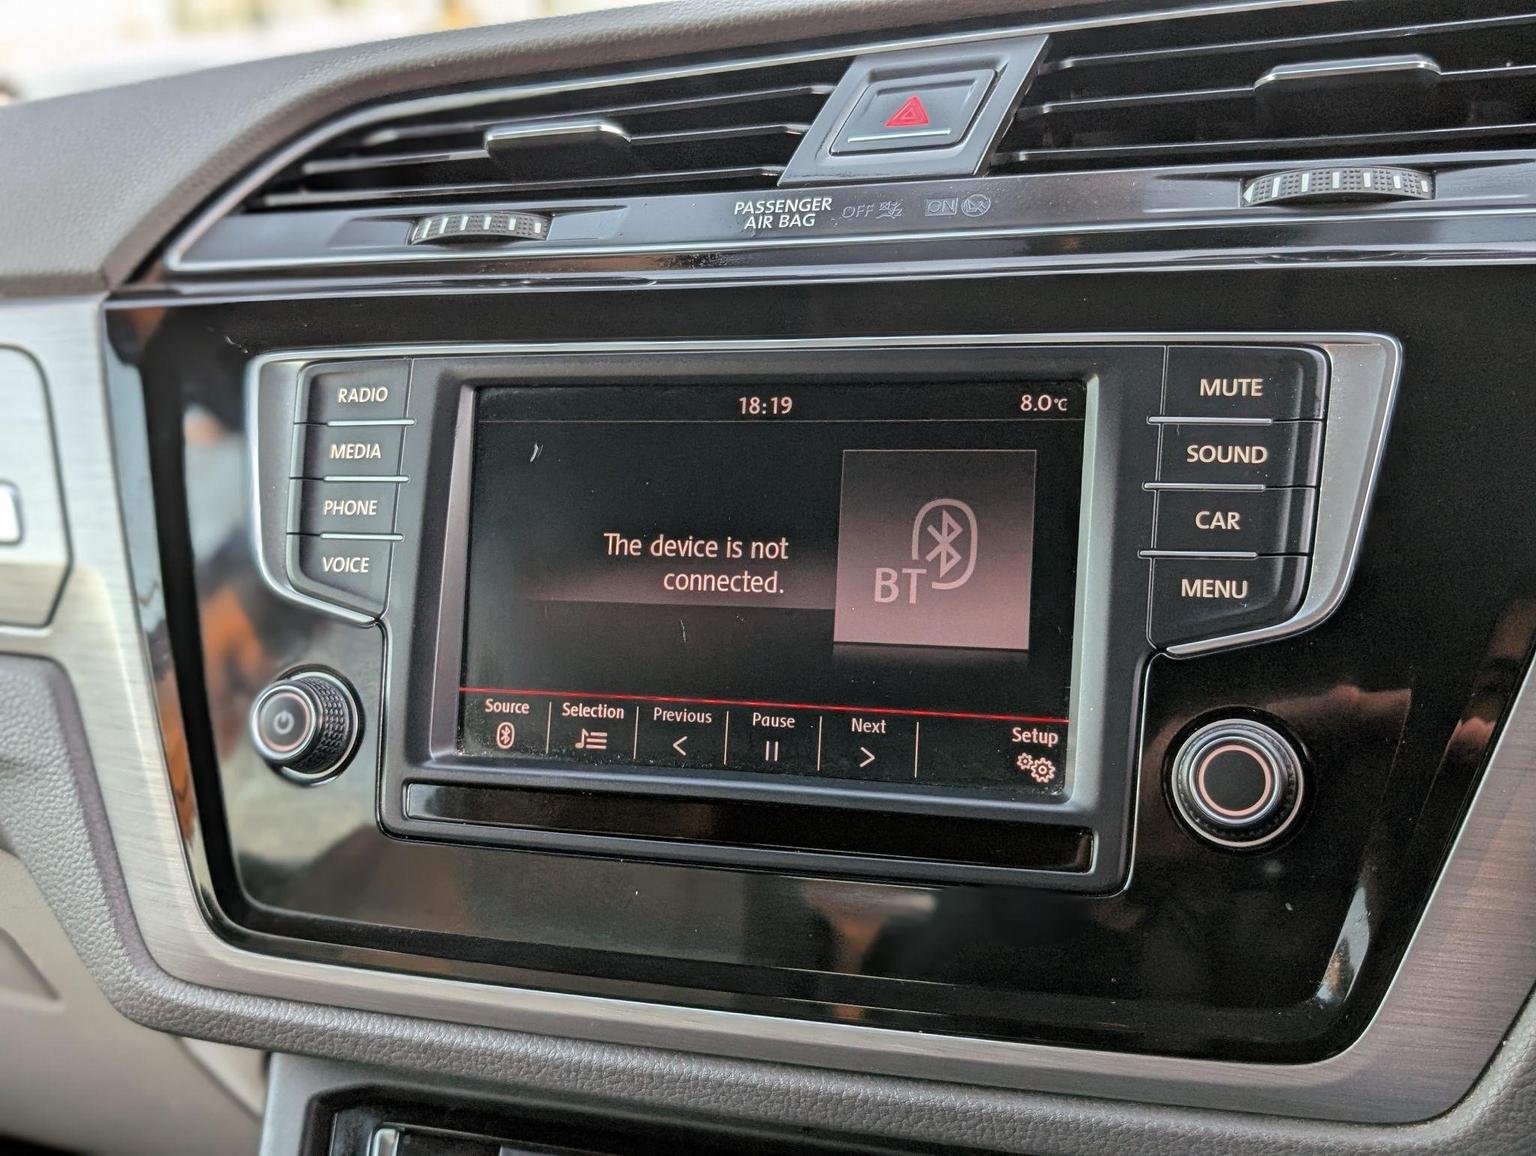 PASSENGER
AIR BAG
OFF
ON
RADIO
MEDIA
PHONE
VOICE
18:19
8.0°C
The device is not
connected.
BT
Source
Selection
Previous
Pause
Next
Setup
MUTE
SOUND
CAR
MENU